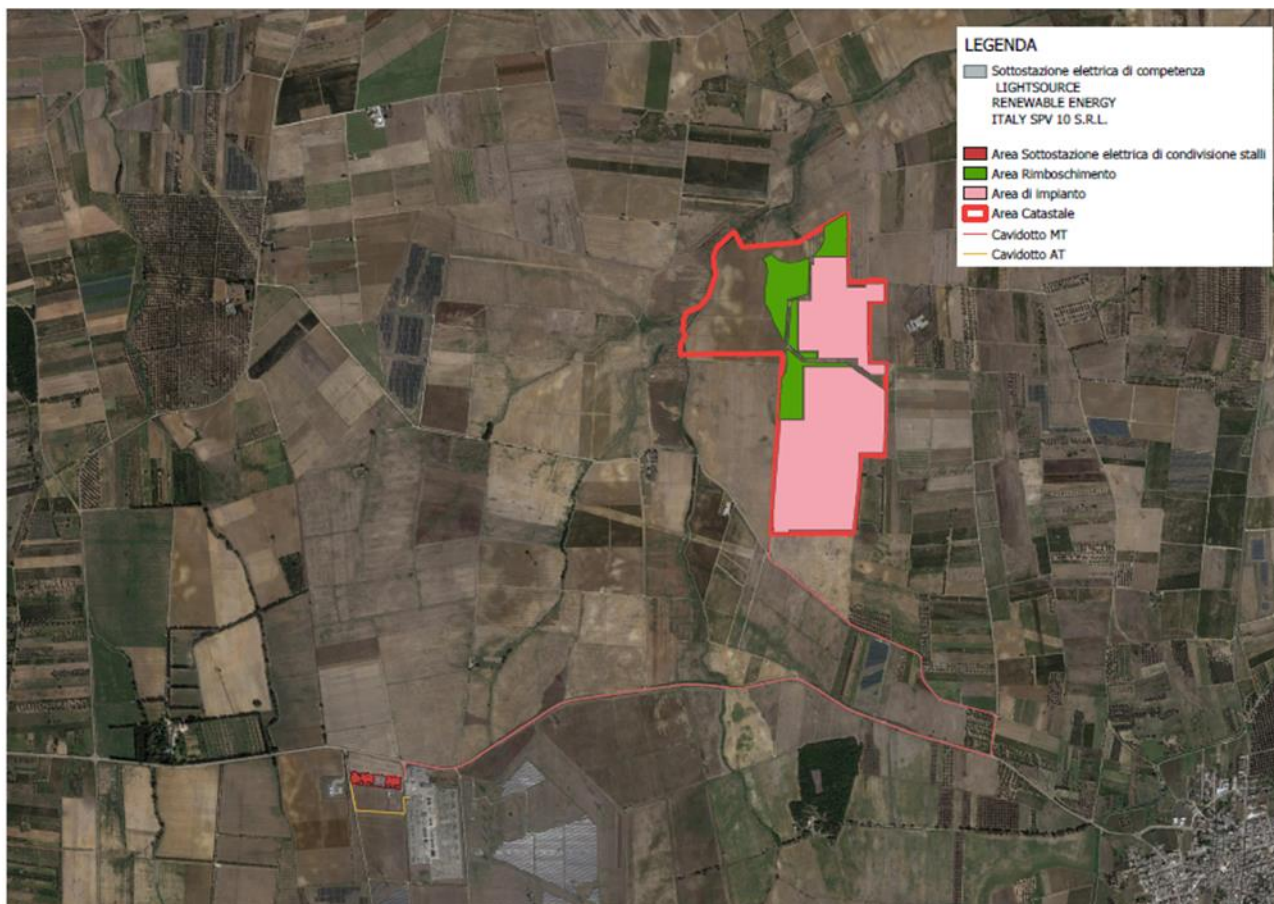 LEGENDA
Sottostazione elettrica di competenza
LIGHTSOURCE
RENEWABLE ENERGY
ITALY SPV 10 S.R.L.
Area Sottostazione elettrica di condivisione stalli
Area Rimboschimento
Area di impianto
Area Catastale
Cavidotto MT
Cavidotto AT